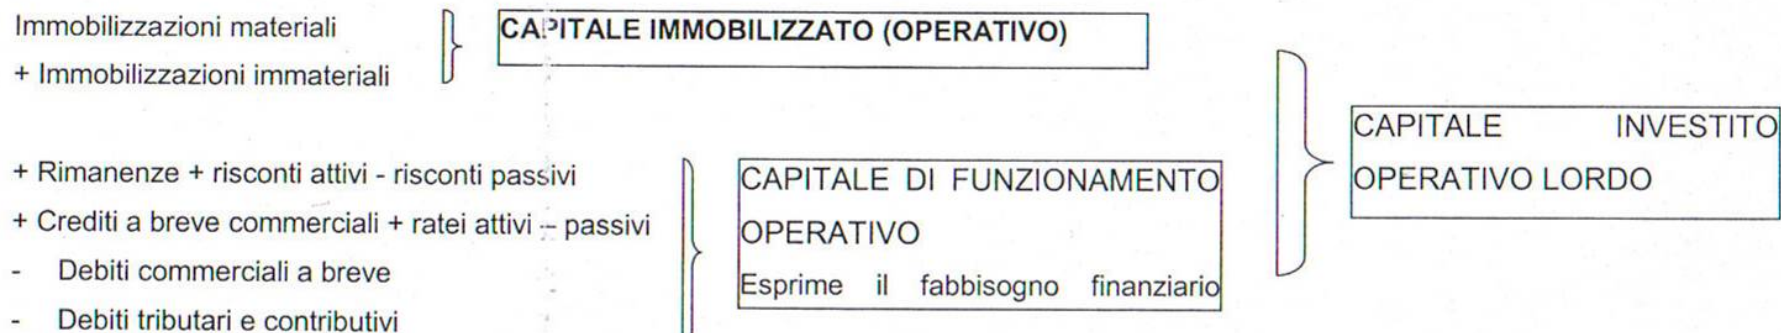 Immobilizzazioni materiali
+ Immobilizzazioni immateriali
CAPITALE IMMOBILIZZATO (OPERATIVO)
+ Rimanenze + risconti attivi - risconti passivi
+ Crediti a breve commerciali + ratei attivi – passivi
- Debiti commerciali a breve
- Debiti tributari e contributivi
CAPITALE DI FUNZIONAMENTO
OPERATIVO
Esprime il fabbisogno finanziario
CAPITALE INVESTITO
OPERATIVO LORDO